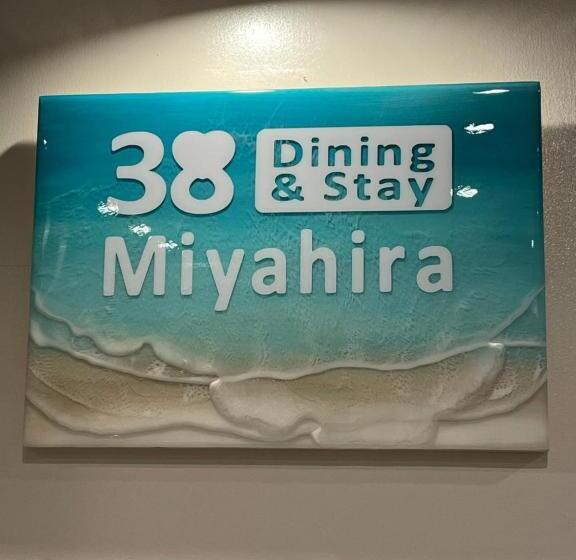 38 Dining
& Stay
Miyahira